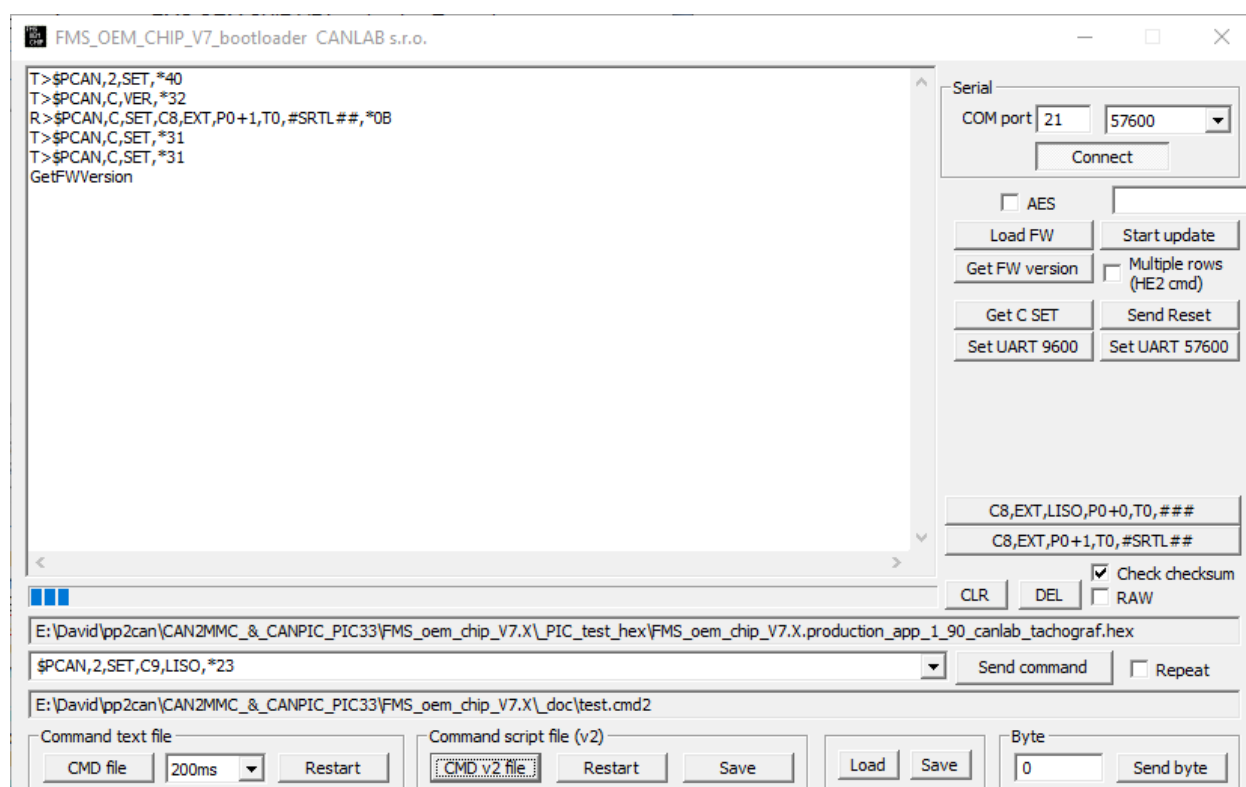 FMS_OEM_CHIP_V7_bootloader CANLAB s.r.o.
T>$PCAN,2,SET,*40
T>$PCAN,C,VER,*32
R>$PCAN,C,SET,C8,EXT,P0+1,T0,#SRTL##,*0B
T>$PCAN,C,SET,*31
T>$PCAN,C,SET,*31
GetFWVersion
Serial
COM port 21 57600
Connect
AES
Load FW Start update
Get FW version Multiple rows
(HE2 cmd)
Get C SET Send Reset
Set UART 9600 Set UART 57600
C8,EXT,LISO,P0+0,T0,###
C8,EXT,P0+1,T0,#SRTL##
Check checksum
CLR DEL RAW
E:\David\pp2can\CAN2MMC_&_CANPIC_PIC33\FMS_oem_chip_V7.X\_PIC_test_hex\FMS_oem_chip_V7.X.production_app_1_90_canlab_tachograf.hex
$PCAN,2,SET,C9,LISO,*23 Send command Repeat
E:\David\pp2can\CAN2MMC_&_CANPIC_PIC33\FMS_oem_chip_V7.X\_doc\test.cmd2
Command text file Command script file (v2) Byte
CMD file 200ms Restart CMD v2 file Restart Save Load Save 0 Send byte